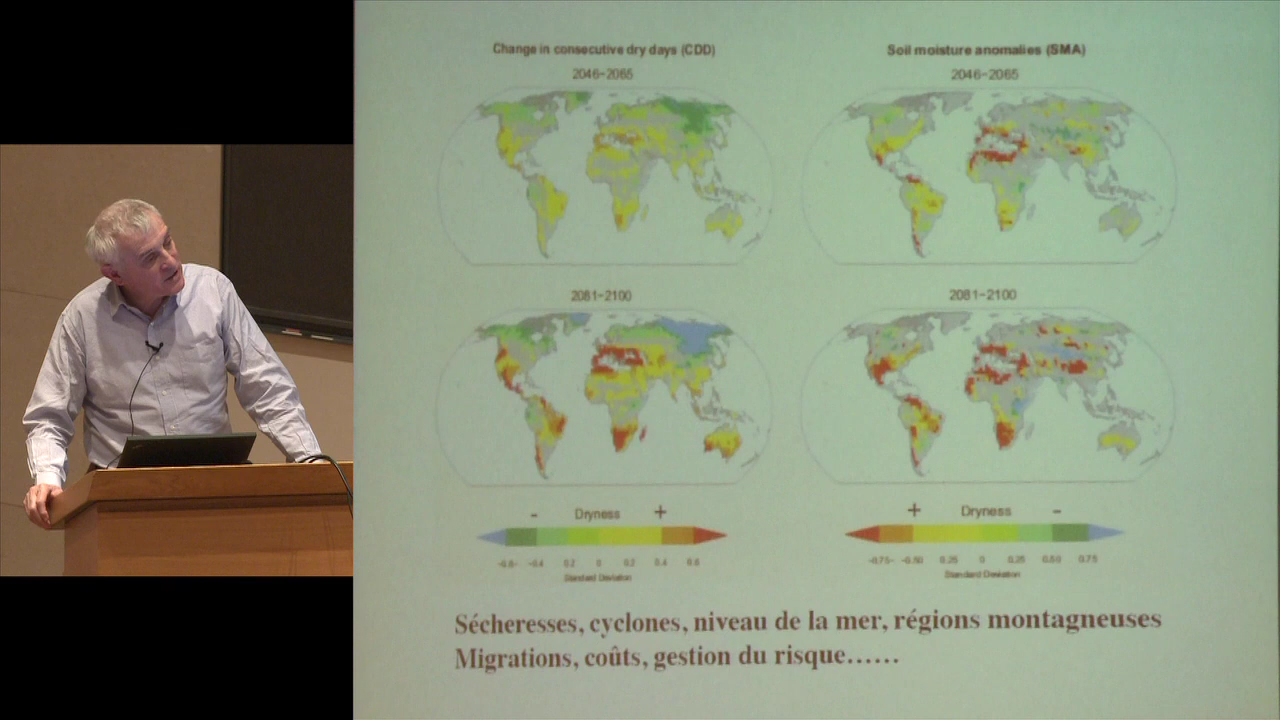 Change in consecutive dry days (CDD)
2046-2065
Soil moisture anomalies (SMA)
2046-2065
2081-2100
2081-2100
- Dryness +
-0.6- -0.4 0.2 0 0.2 0.4 0.6
Standard Deviation
+ Dryness -
-0.75- -0.50 0.25 0 0.25 0.50 0.75
Standard Deviation
Sécheresses, cyclones, niveau de la mer, régions montagneuses
Migrations, coûts, gestion du risque……